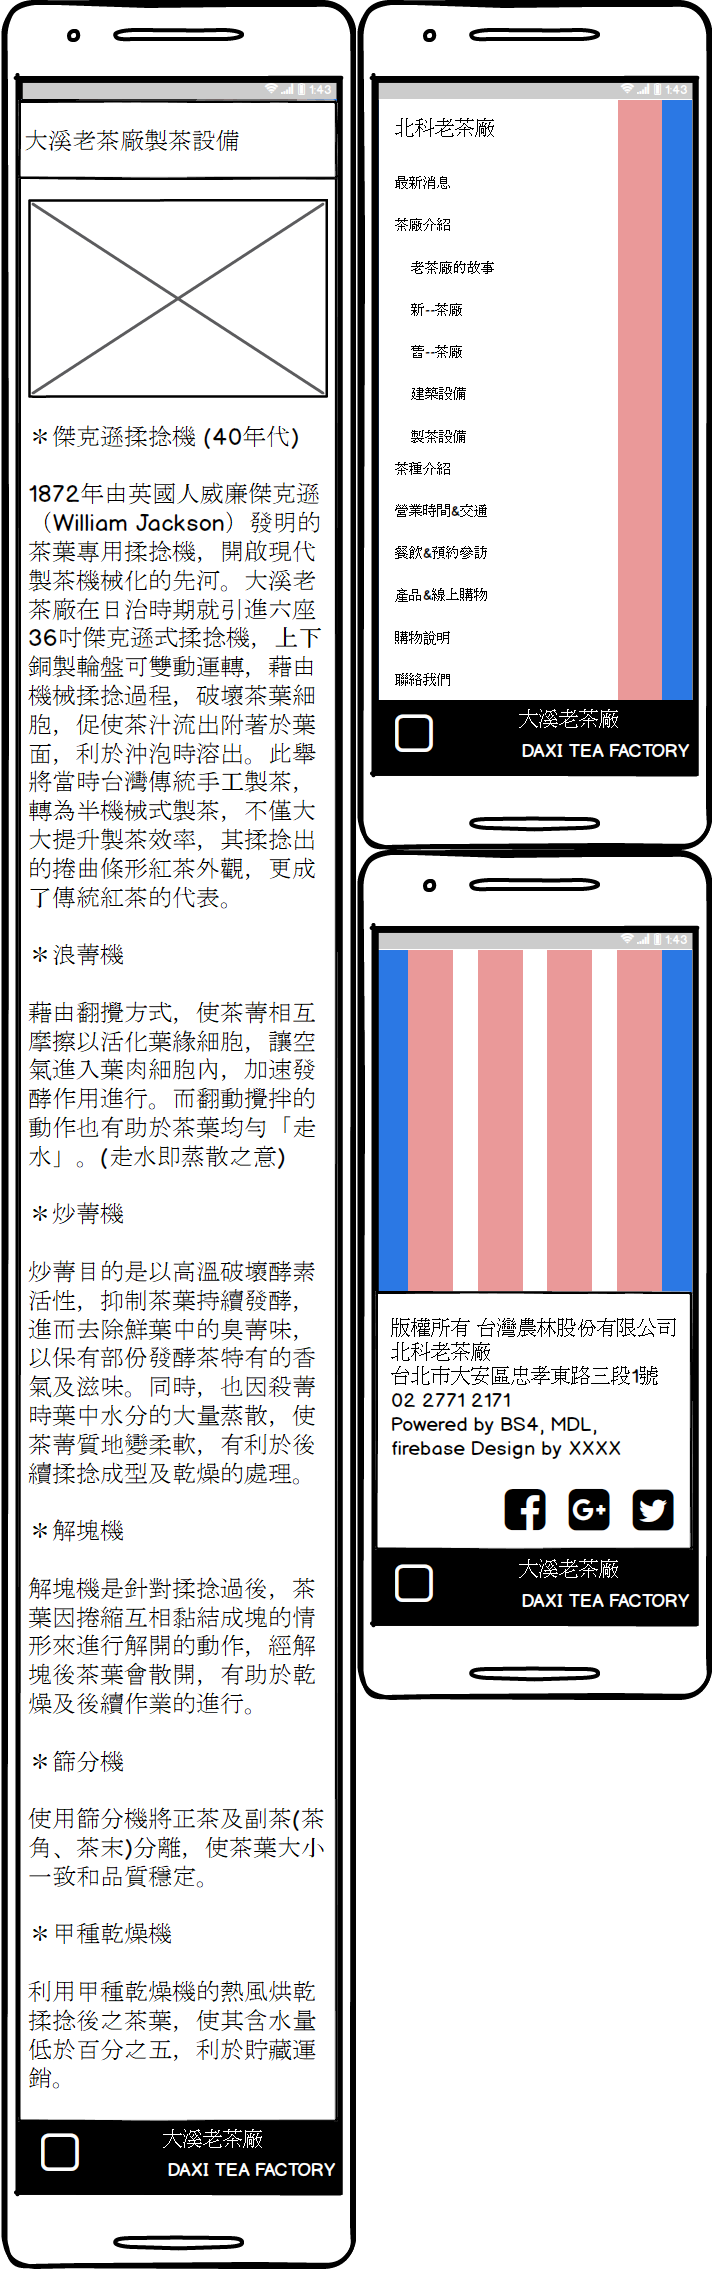 1:43
大溪老茶廠製茶設備
＊傑克遜揉捻機 (40年代)
1872年由英國人威廉傑克遜
（William Jackson）發明的
茶葉專用揉捻機，開啟現代
製茶機械化的先河。大溪老
茶廠在日治時期就引進六座
36吋傑克遜式揉捻機，上下
銅製輪盤可雙動運轉，藉由
機械揉捻過程，破壞茶葉細
胞，促使茶汁流出附著於葉
面，利於沖泡時溶出。此舉
將當時台灣傳統手工製茶，
轉為半機械式製茶，不僅大
大提升製茶效率，其揉捻出
的捲曲條形紅茶外觀，更成
了傳統紅茶的代表。
＊浪菁機
藉由翻攪方式，使茶菁相互
摩擦以活化葉緣細胞，讓空
氣進入葉肉細胞內，加速發
酵作用進行。而翻動攪拌的
動作也有助於茶葉均勻「走
水」。(走水即蒸散之意)
＊炒菁機
炒菁目的是以高溫破壞酵素
活性，抑制茶葉持續發酵，
進而去除鮮葉中的臭菁味，
以保有部份發酵茶特有的香
氣及滋味。同時，也因殺菁
時葉中水分的大量蒸散，使
茶菁質地變柔軟，有利於後
續揉捻成型及乾燥的處理。
＊解塊機
解塊機是針對揉捻過後，茶
葉因捲縮互相黏結成塊的情
形來進行解開的動作，經解
塊後茶葉會散開，有助於乾
燥及後續作業的進行。
＊篩分機
使用篩分機將正茶及副茶(茶
角、茶末)分離，使茶葉大小
一致和品質穩定。
＊甲種乾燥機
利用甲種乾燥機的熱風烘乾
揉捻後之茶葉，使其含水量
低於百分之五，利於貯藏運
銷。
大溪老茶廠
DAXI TEA FACTORY
1:43
北科老茶廠
最新消息
茶廠介紹
老茶廠的故事
新--茶廠
舊--茶廠
建築設備
製茶設備
茶種介紹
營業時間&交通
餐飲&預約參訪
產品&線上購物
購物說明
聯絡我們
大溪老茶廠
DAXI TEA FACTORY
1:43
版權所有 台灣農林股份有限公司
北科老茶廠
台北市大安區忠孝東路三段1號
02 2771 2171
Powered by BS4, MDL,
firebase Design by XXXX
大溪老茶廠
DAXI TEA FACTORY